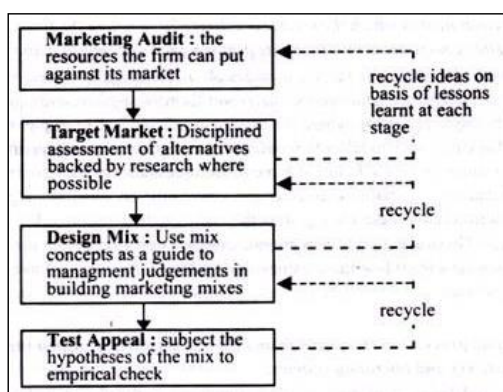 Marketing Audit : the
resources the firm can put
against its market
recycle ideas on
basis of lessons
learnt at each
stage
Target Market : Disciplined
assessment of alternatives
backed by research where
possible
recycle
Design Mix : Use mix
concepts as a guide to
managment judgements in
building marketing mixes
recycle
Test Appeal : subject the
hypotheses of the mix to
empirical check